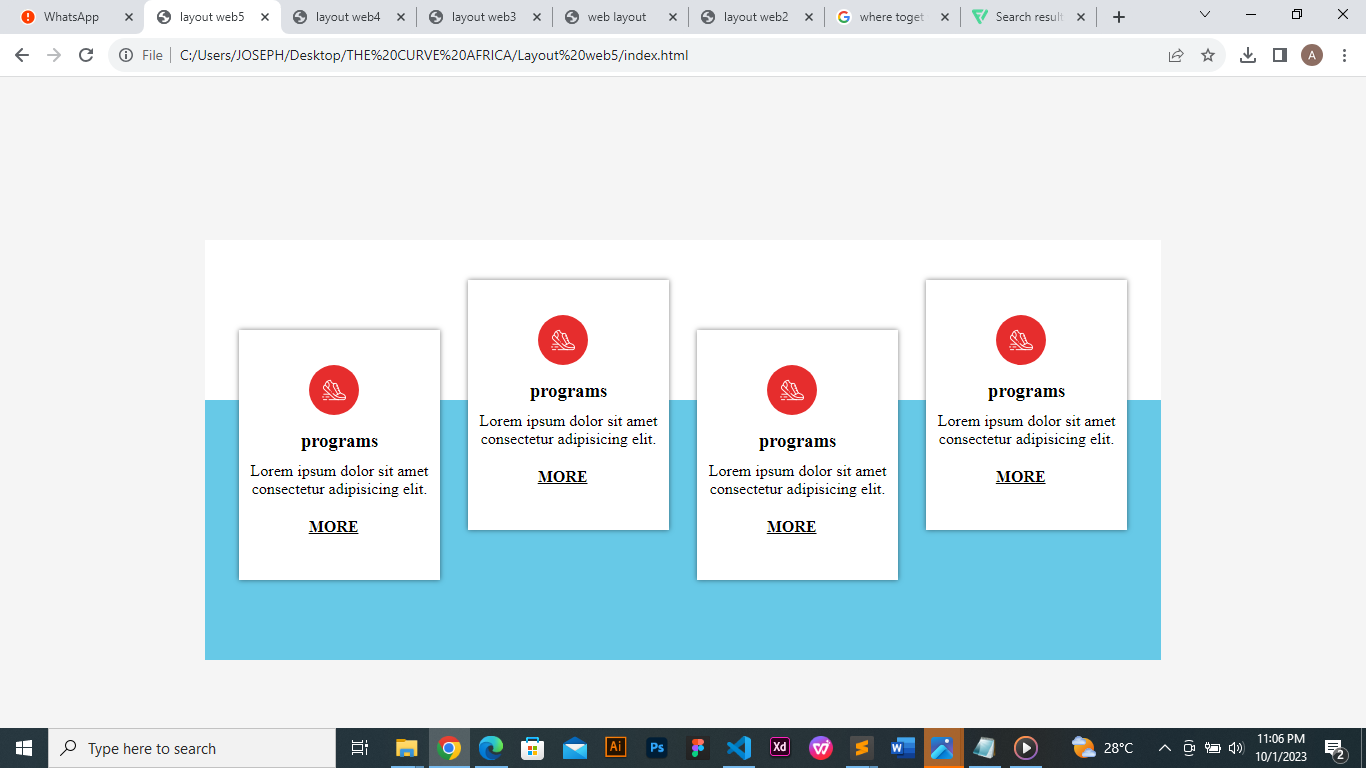 WhatsApp
layout web5
layout web4
layout web3
web layout
layout web2
where toget
Search result
A
File
C:/Users/JOSEPH/Desktop/THE%20CURVE%20AFRICA/Layout%20web5/index.html
programs
Lorem ipsum dolor sit amet
consectetur adipisicing elit.
MORE
programs
Lorem ipsum dolor sit amet
consectetur adipisicing elit.
MORE
programs
Lorem ipsum dolor sit amet
consectetur adipisicing elit.
MORE
programs
Lorem ipsum dolor sit amet
consectetur adipisicing elit.
MORE
Type here to search
Ai
Ps
Xd
28°C
11:06 PM
10/1/2023
2